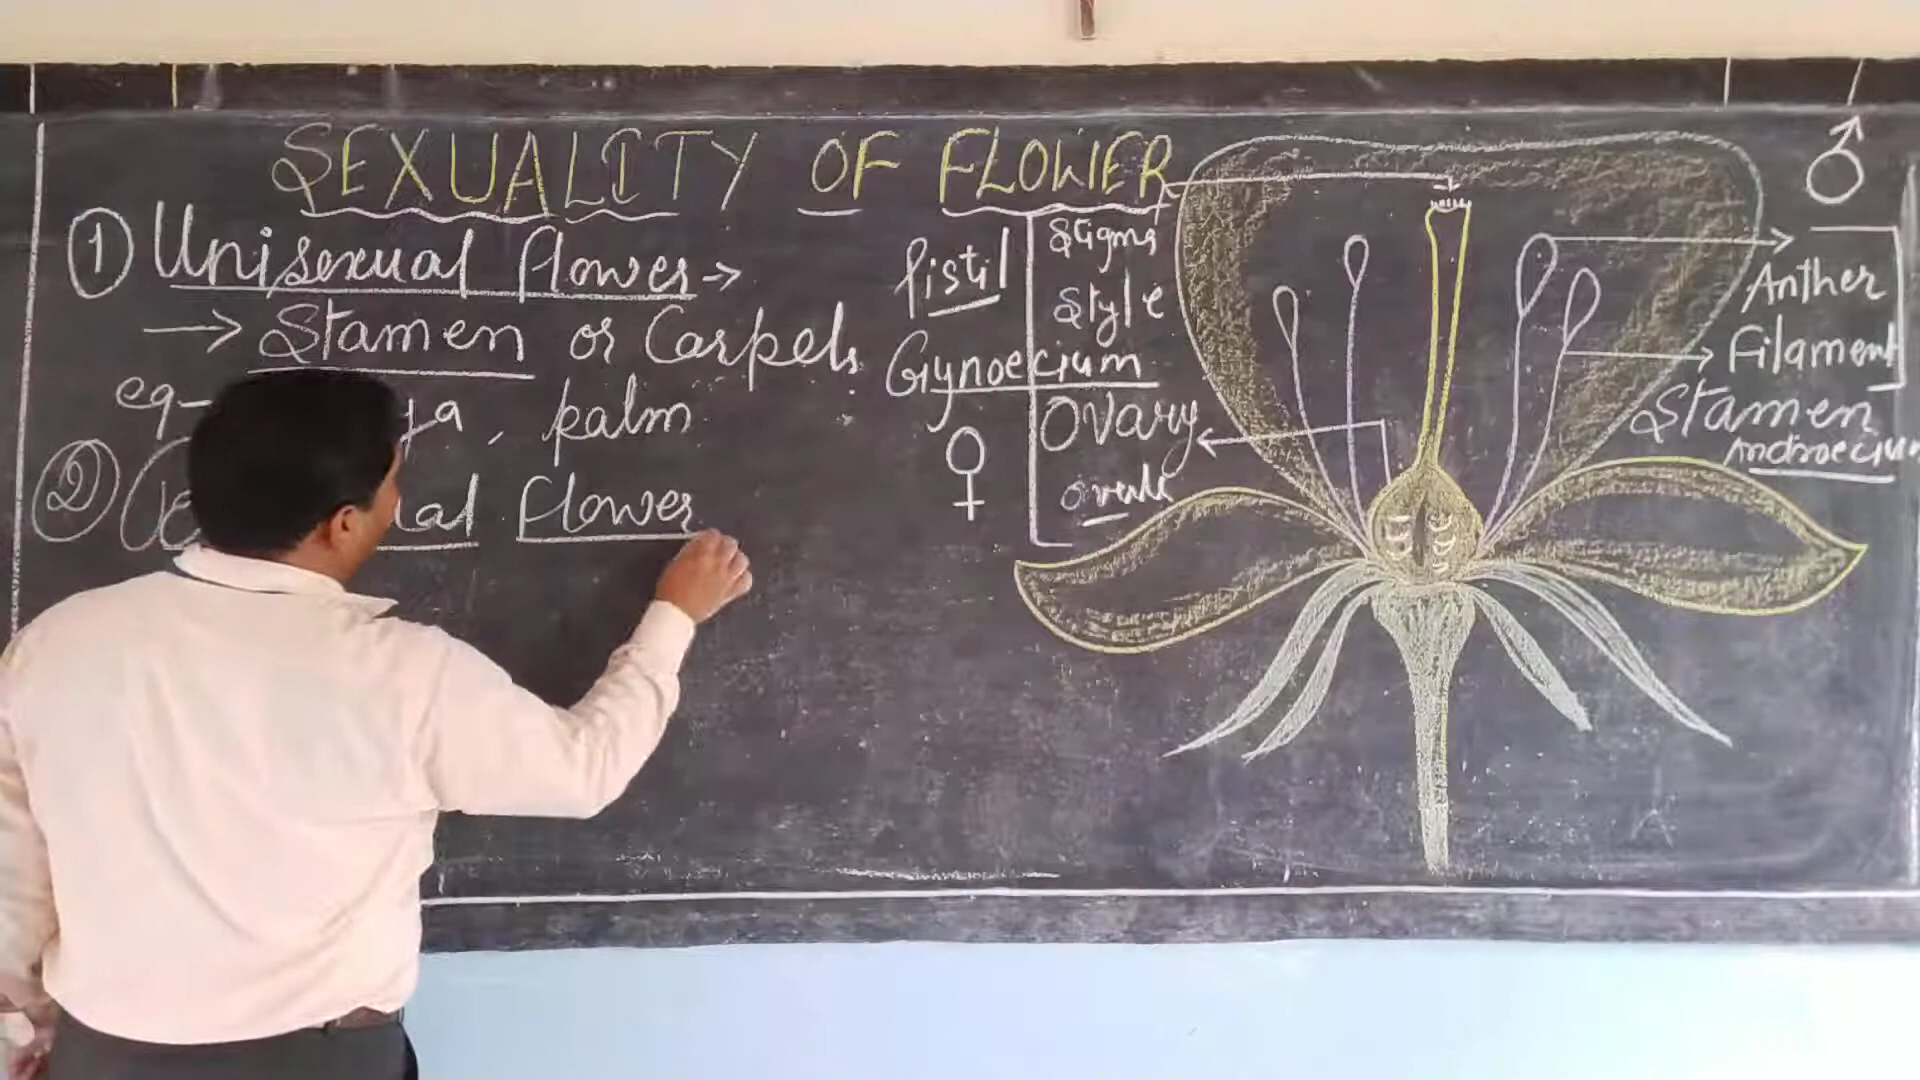 SEXUALITY OF FLOWER
① Unisexual flower →
→ Stamen or Carpels
eg-
, palm
② Flower
Pistil
Gynoecium
♀
Stigma
Style
Ovary
ovule
♂
Anther
Filament
Stamen
Androecium